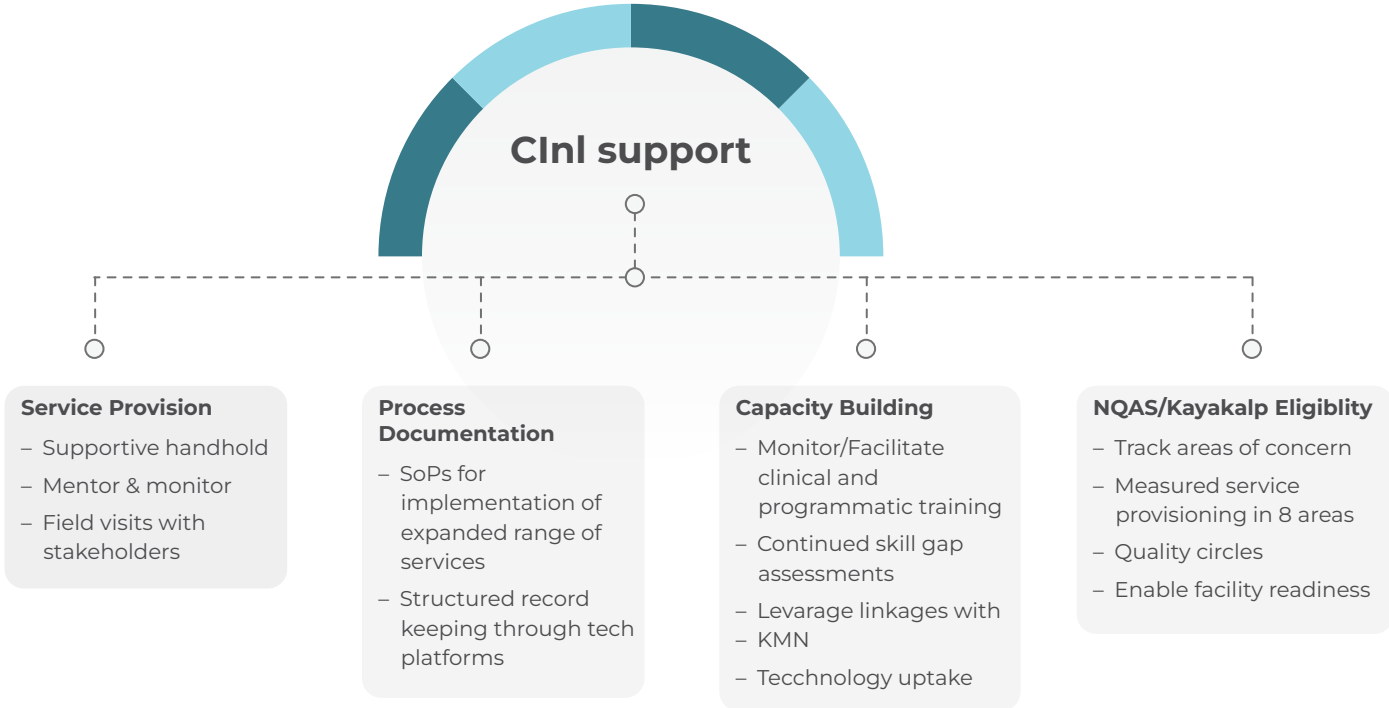 CInI support
Service Provision
– Supportive handhold
– Mentor & monitor
– Field visits with
stakeholders
Process
Documentation
– SoPs for
implementation of
expanded range of
services
– Structured record
keeping through tech
platforms
Capacity Building
– Monitor/Facilitate
clinical and
programmatic training
– Continued skill gap
assessments
– Levarage linkages with
– KMN
– Tecchnology uptake
NQAS/Kayakalp Eligiblity
– Track areas of concern
– Measured service
provisioning in 8 areas
– Quality circles
– Enable facility readiness